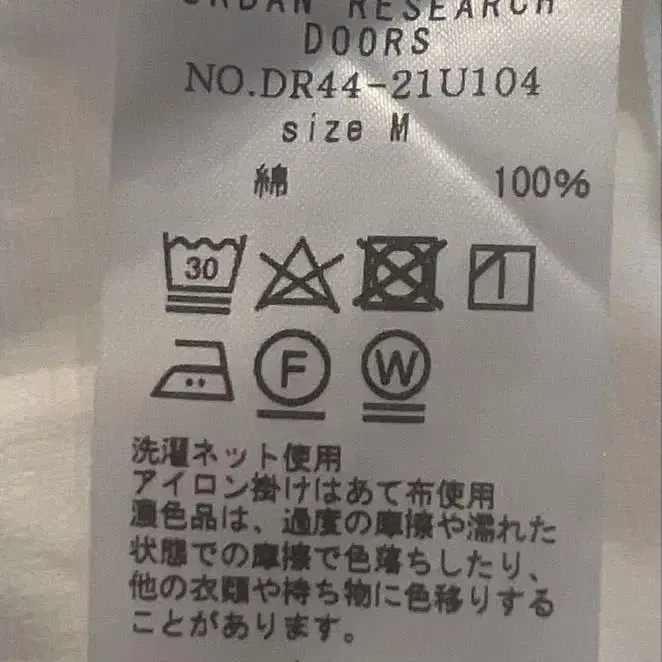 URBAN RESEARCH
DOORS
NO.DR44-21U104
size M
綿 100%
30
F W
洗濯ネット使用
アイロン掛けはあて布使用
濃色品は、過度の摩擦や濡れた
状態での摩擦で色落ちしたり、
他の衣類や持ち物に色移りする
ことがあります。